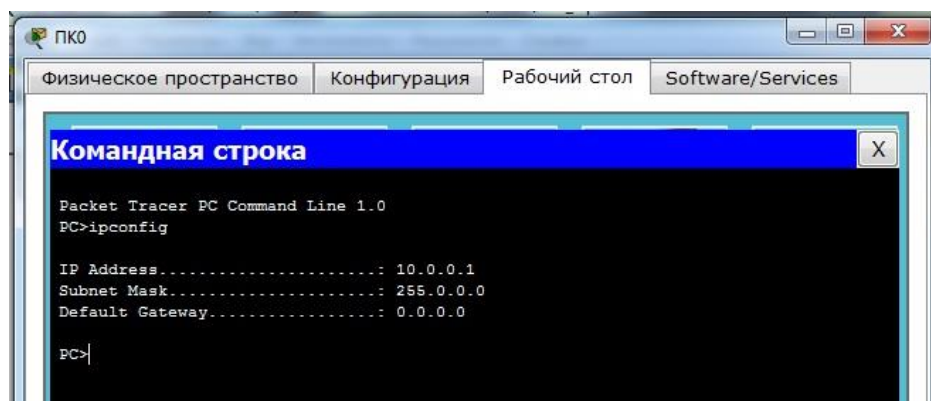 ПК0
Физическое пространство Конфигурация Рабочий стол Software/Services
Командная строка X
Packet Tracer PC Command Line 1.0
PC>ipconfig
IP Address......................: 10.0.0.1
Subnet Mask.....................: 255.0.0.0
Default Gateway.................: 0.0.0.0
PC>